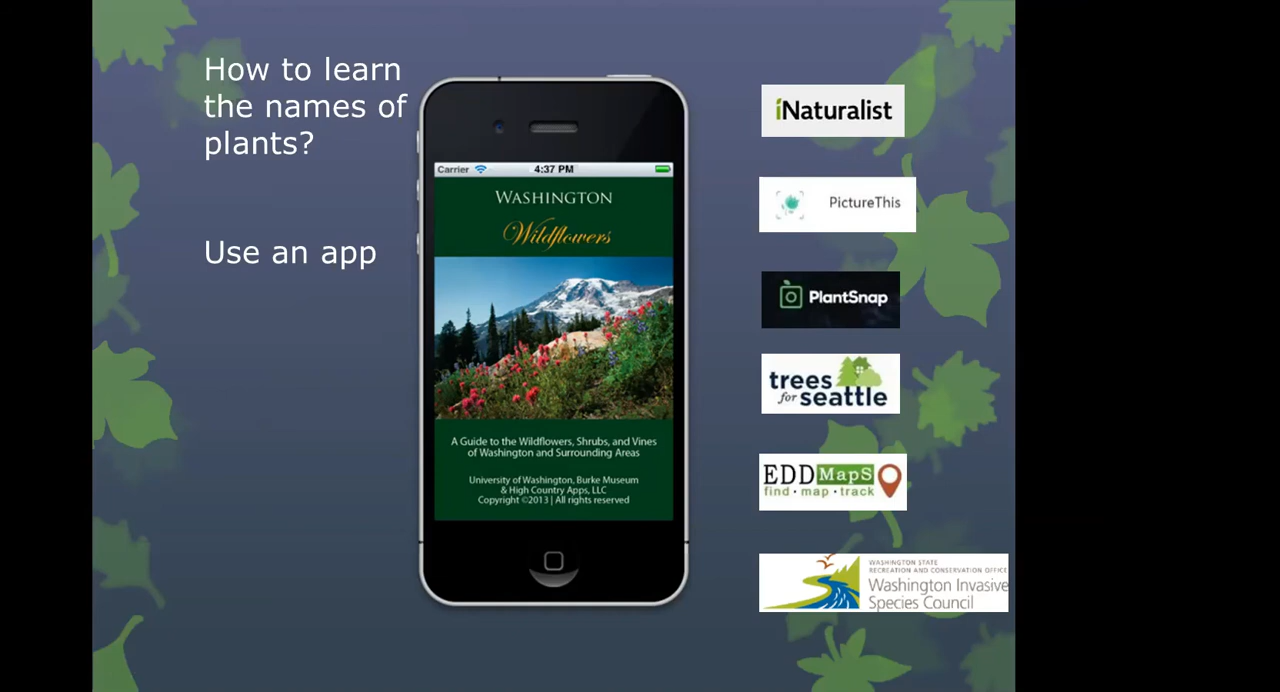 How to learn
the names of
plants?
Use an app
Carrier
4:37 PM
WASHINGTON
Wildflowers
A Guide to the Wildflowers, Shrubs, and Vines
of Washington and Surrounding Areas
University of Washington, Burke Museum
& High Country Apps, LLC
Copyright ©2013 | All rights reserved
iNaturalist
PictureThis
PlantSnap
trees
for seattle
EDDMapS
find · map · track
WASHINGTON STATE
RECREATION AND CONSERVATION OFFICE
Washington Invasive
Species Council